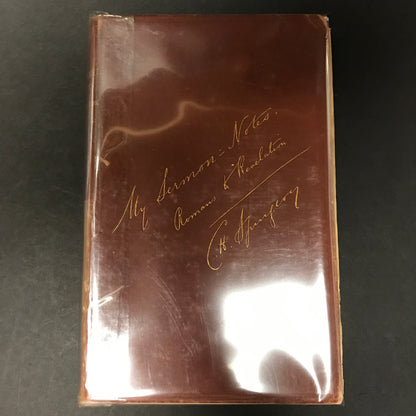 My Sermon=Notes.
Romans to Revelation
C. H. Spurgeon